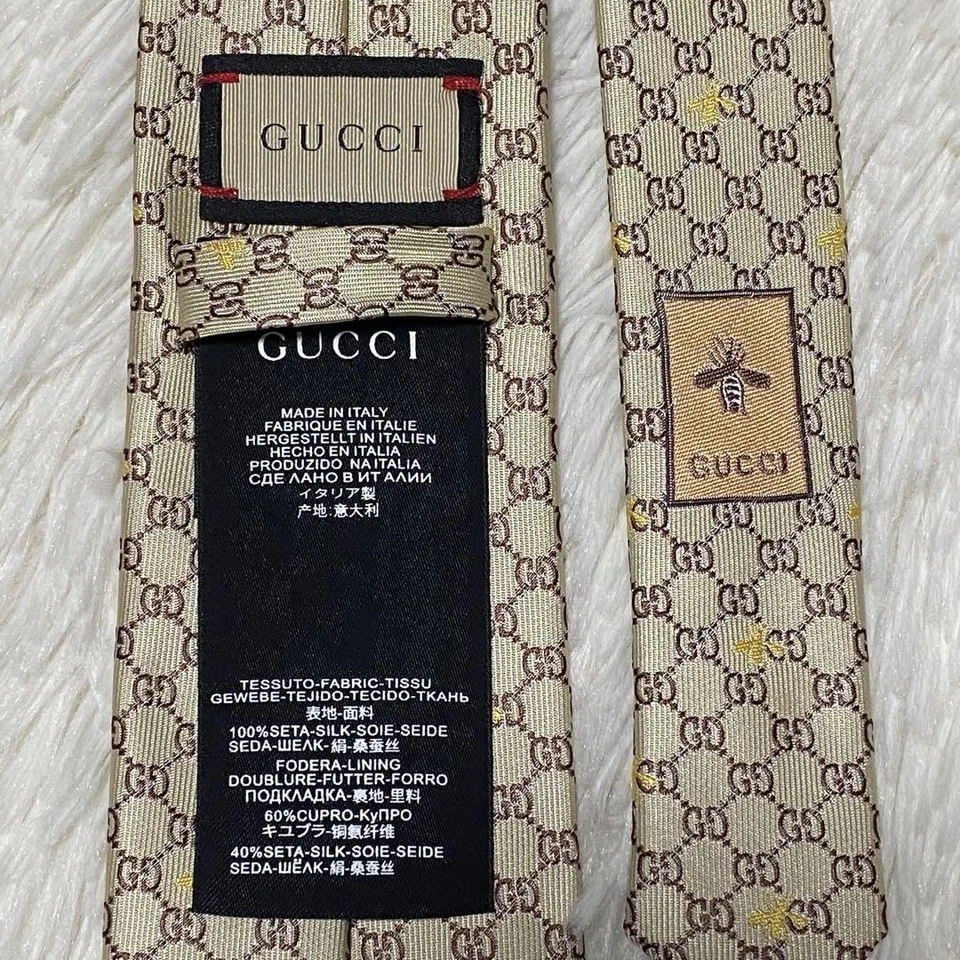 GUCCI
GUCCI
MADE IN ITALY
FABRIQUE EN ITALIE
HERGESTELLT IN ITALIEN
HECHO EN ITALIA
PRODUZIDO NA ITALIA
СДЕ ЛАНО В ИТ АЛИИ
イタリア製
产地:意大利
TESSUTO-FABRIC-TISSU
GEWEBE-TEJIDO-TECIDO-TKAHЬ
表地-面料
100%SETA-SILK-SOIE-SEIDE
SEDA-ШЕЛК-絹-桑蚕丝
FODERA-LINING
DOUBLURE-FUTTER-FORRO
ПОДКЛАДКА-裏地-里料
60%CUPRO-КуПРО
キユブラ-铜氨纤维
40%SETA-SILK-SOIE-SEIDE
SEDA-ШЁЛК-絹-桑蚕丝
GUCCI